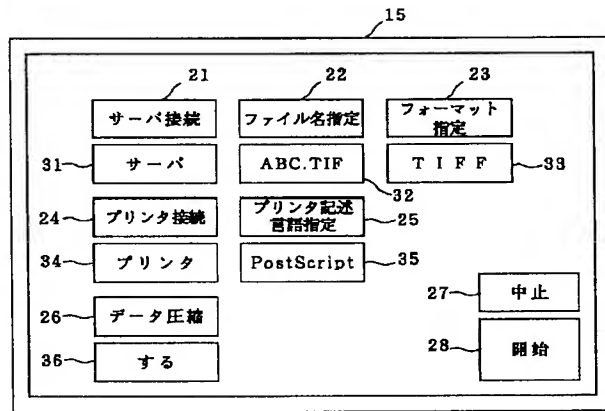 15
21 22 23
サーバ接続 ファイル名指定 フォーマット
指定
31 サーバ ABC.TIF TIFF 33
32
24 プリンタ接続 プリンタ記述
言語指定 25
34 プリンタ PostScript 35
26 データ圧縮 27 中止
36 する 28 開始